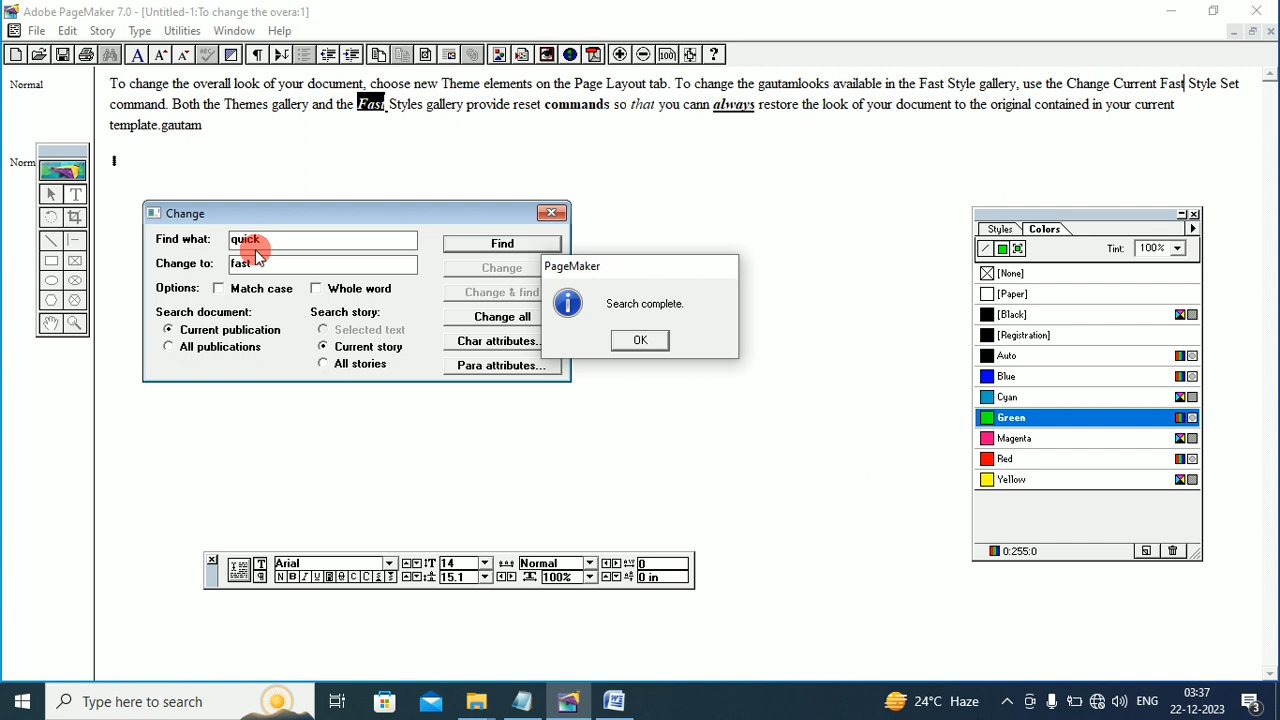 Adobe PageMaker 7.0 - [Untitled-1:To change the overa:1]
File Edit Story Type Utilities Window Help
Normal
To change the overall look of your document, choose new Theme elements on the Page Layout tab. To change the gautamlooks available in the Fast Style gallery, use the Change Current Fast Style Set
command. Both the Themes gallery and the Fast Styles gallery provide reset commands so that you cann always restore the look of your document to the original contained in your current
template.gautam
Norm
Change
Find what: quick
Find
Change to: fast
Change
Options: Match case Whole word
Change & find
Search document: Search story:
Current publication Selected text
Change all
All publications Current story
Char attributes..
All stories
Para attributes...
PageMaker
Search complete.
OK
Styles Colors Tint: 100%
[None]
[Paper]
[Black]
[Registration]
Auto
Blue
Cyan
Green
Magenta
Red
Yellow
0:255:0
Arial 14 Normal 0
15.1 100% 0 in
Type here to search
24°C Haze
ENG
03:37
22-12-2023
3